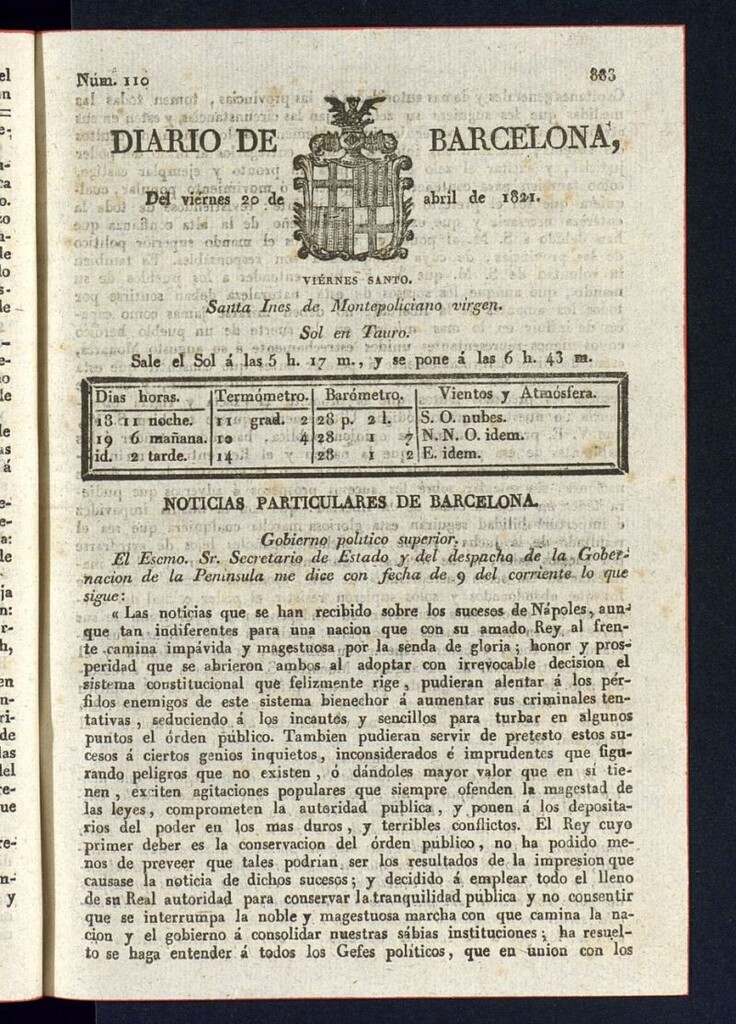 Núm. 110
883
DIARIO DE BARCELONA,
Del viérnes 20 de abril de 1821.
VIÉRNES SANTO.
Santa Ines de Montepoliciano virgen.
Sol en Tauro.
Sale el Sol á las 5 h. 17 m., y se pone á las 6 h. 43 m.
Dias horas. Termómetro. Barómetro. Vientos y Atmósfera.
18 11 noche. 11 grad. 2 28 p. 2 l. S. O. nubes.
19 6 mañana. 10 4 28 1 7 N. N. O. idem.
id. 2 tarde. 14 28 1 2 E. idem.
NOTICIAS PARTICULARES DE BARCELONA.
Gobierno político superior.
El Escmo. Sr. Secretario de Estado y del despacho de la Gober-
nacion de la Península me dice con fecha de 9 del corriente lo que
sigue:
« Las noticias que se han recibido sobre los sucesos de Nápoles, aun-
que tan indiferentes para una nacion que con su amado Rey al fren-
te camina impávida y magestuosa por la senda de gloria; honor y pros-
peridad que se abrieron ambos al adoptar con irrevocable decision el
sistema constitucional que felizmente rige, pudieran alentar á los pér-
fidos enemigos de este sistema bienechor á aumentar sus criminales ten-
tativas, seduciendo á los incautos y sencillos para turbar en algunos
puntos el órden público. Tambien pudieran servir de pretesto estos su-
cesos á ciertos genios inquietos, inconsiderados é imprudentes que figu-
rando peligros que no existen, ó dándoles mayor valor que en sí tie-
nen, exciten agitaciones populares que siempre ofenden la magestad de
las leyes, comprometen la autoridad pública, y ponen á los deposita-
rios del poder en los mas duros, y terribles conflictos. El Rey cuyo
primer deber es la conservacion del órden público, no ha podido me-
nos de preveer que tales podrian ser los resultados de la impresion que
causase la noticia de dichos sucesos; y decidido á emplear todo el lleno
de su Real autoridad para conservar la tranquilidad pública y no consentir
que se interrumpa la noble y magestuosa marcha con que camina la na-
cion y el gobierno á consolidar nuestras sábias instituciones; ha resuel-
to se haga entender á todos los Gefes políticos, que en union con los